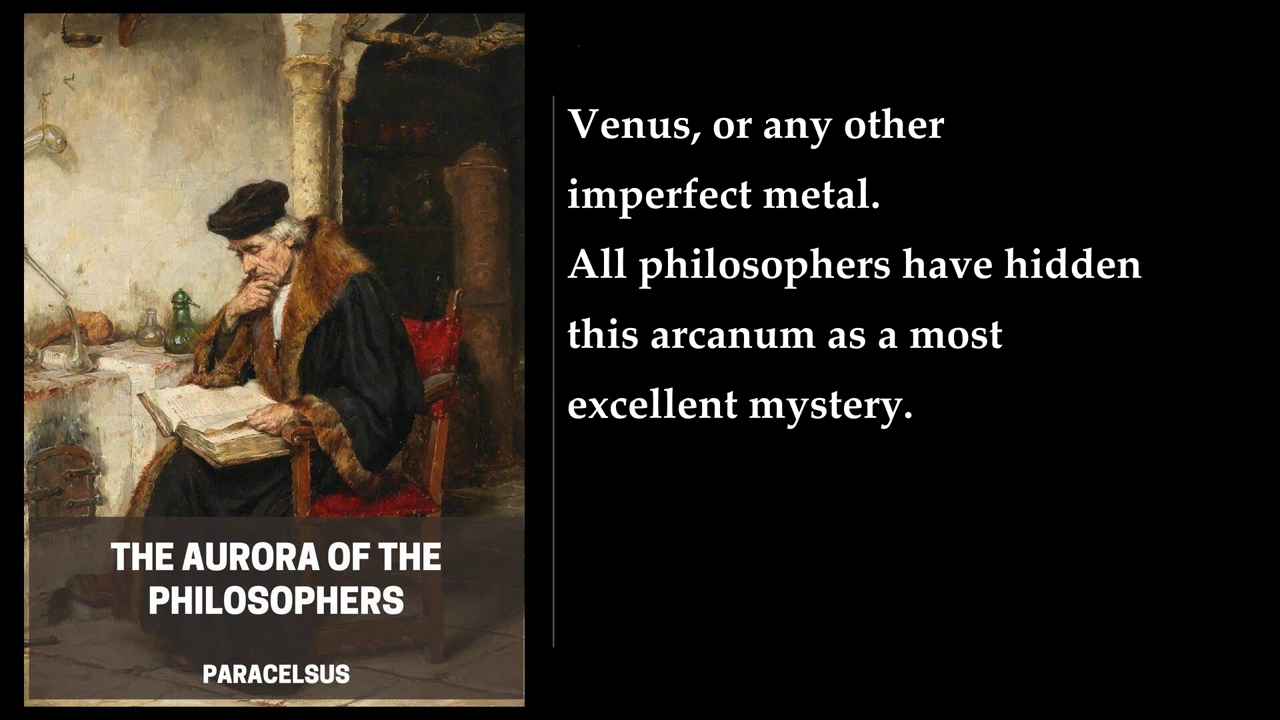 THE AURORA OF THE
PHILOSOPHERS
PARACELSUS
Venus, or any other
imperfect metal.
All philosophers have hidden
this arcanum as a most
excellent mystery.